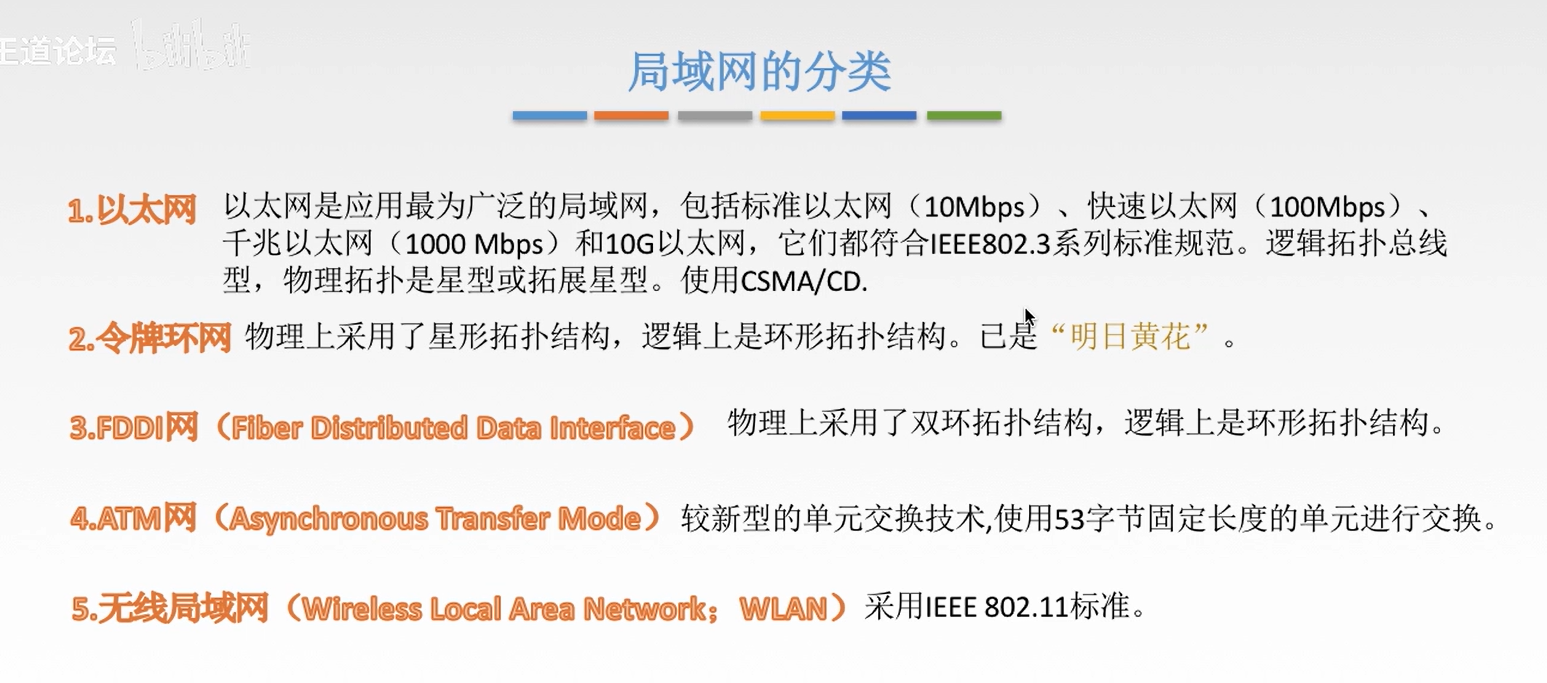 王道论坛 bilibili
局域网的分类
1.以太网 以太网是应用最为广泛的局域网，包括标准以太网（10Mbps）、快速以太网（100Mbps）、
千兆以太网（1000 Mbps）和10G以太网，它们都符合IEEE802.3系列标准规范。逻辑拓扑总线
型，物理拓扑是星型或拓展星型。使用CSMA/CD.
2.令牌环网 物理上采用了星形拓扑结构，逻辑上是环形拓扑结构。已是“明日黄花”。
3.FDDI网（Fiber Distributed Data Interface） 物理上采用了双环拓扑结构，逻辑上是环形拓扑结构。
4.ATM网（Asynchronous Transfer Mode） 较新型的单元交换技术,使用53字节固定长度的单元进行交换。
5.无线局域网（Wireless Local Area Network；WLAN） 采用IEEE 802.11标准。